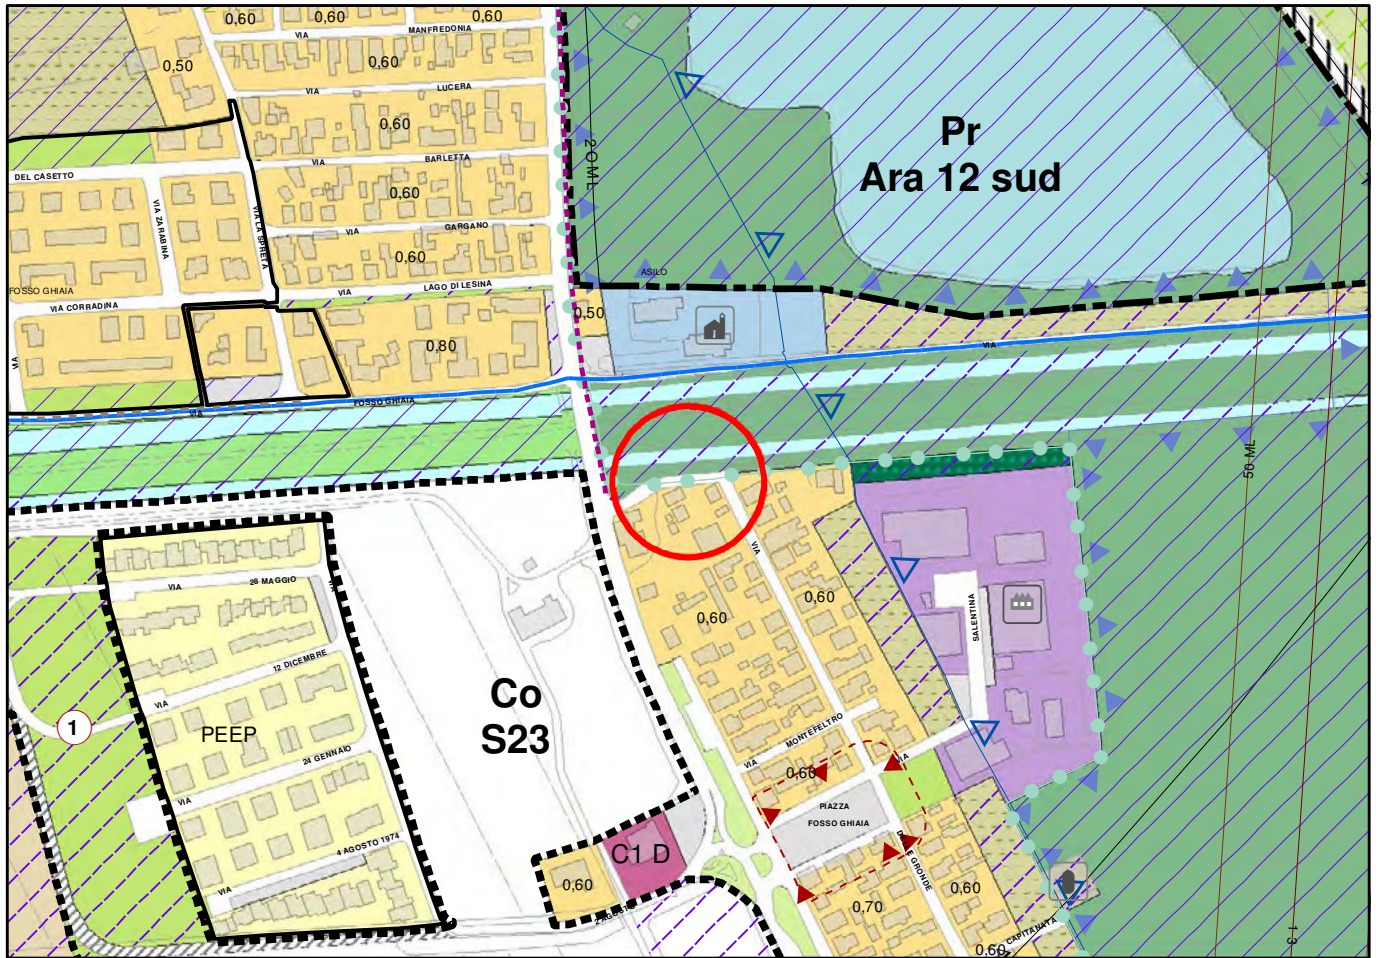 0,60
0,60
0,60
VIA
MANFREDONIA
0,50
0,60
VIA
LUCERA
0,60
VIA
BARLETTA
20 ML
Pr
Ara 12 sud
DEL CASETTO
VIA ZARABINA
VIA LA SPRETA
0,60
VIA
GARGANO
0,60
ASILO
FOSSO GHIAIA
VIA
LAGO DI LESINA
VIA CORRADINA
0,50
0,80
VIA
VIA
VIA
FOSSO GHIAIA
50 ML
VIA
VIA
26 MAGGIO
VIA
0,60
0,60
SALENTINA
12 DICEMBRE
VIA
Co
S23
1
PEEP
24 GENNAIO
VIA
VIA
MONTEFELTRO
VIA
0,60
PIAZZA
FOSSO GHIAIA
4 AGOSTO 1974
VIA
C1 D
0,60
0,60
0,70
CAPITANATA
0,60
13